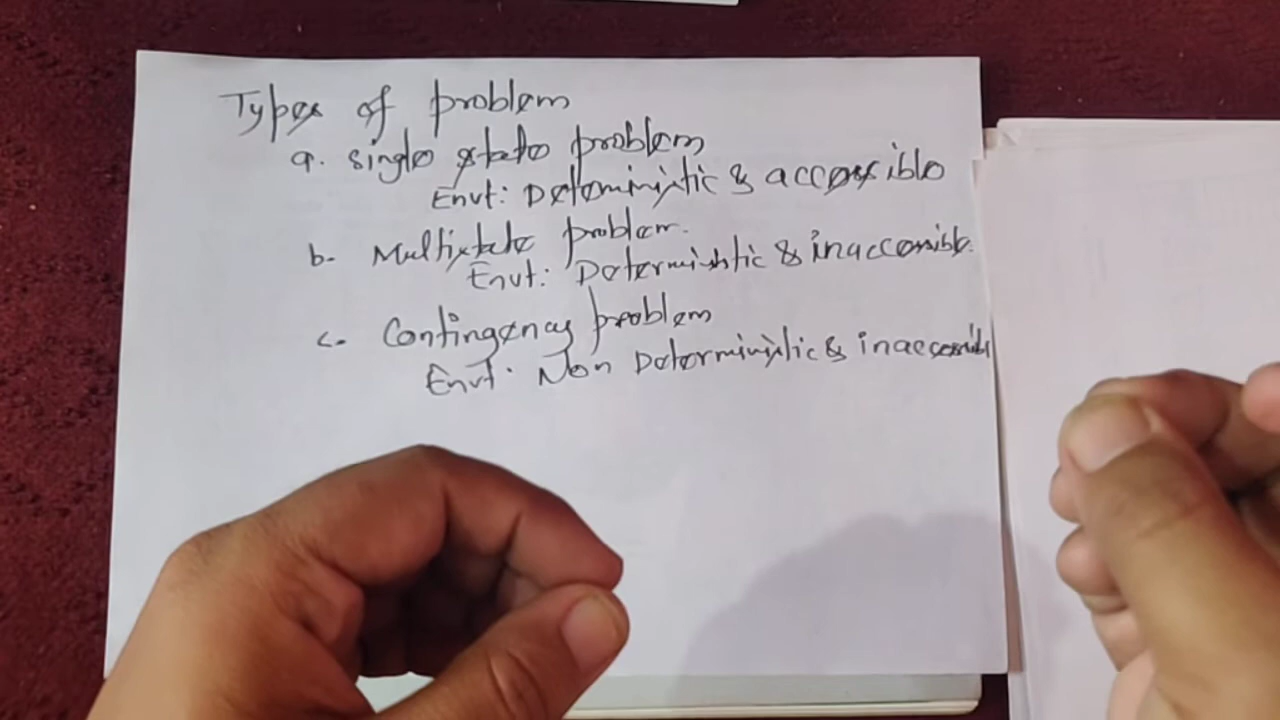 Types of problem
a. single state problem
Envt: Deterministic & accessible
b. Multistate problem.
Envt: Deterministic & inaccessible.
c. Contingency problem
Envt. Non Deterministic & inaccessible